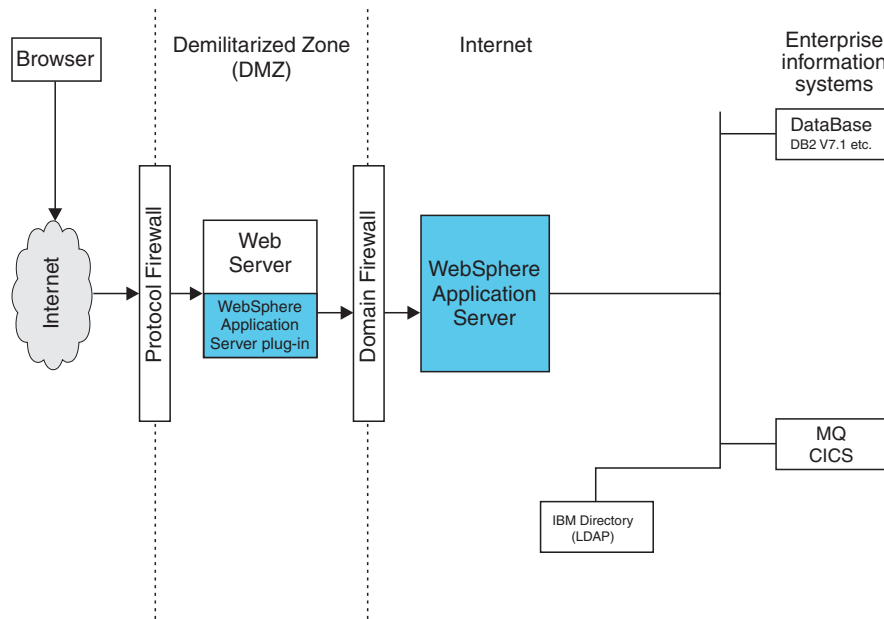 Browser
Demilitarized Zone
(DMZ)
Internet
Enterprise
information
systems
DataBase
DB2 V7.1 etc.
Internet
Protocol Firewall
Web
Server
WebSphere
Application
Server plug-in
Domain Firewall
WebSphere
Application
Server
MQ
CICS
IBM Directory
(LDAP)